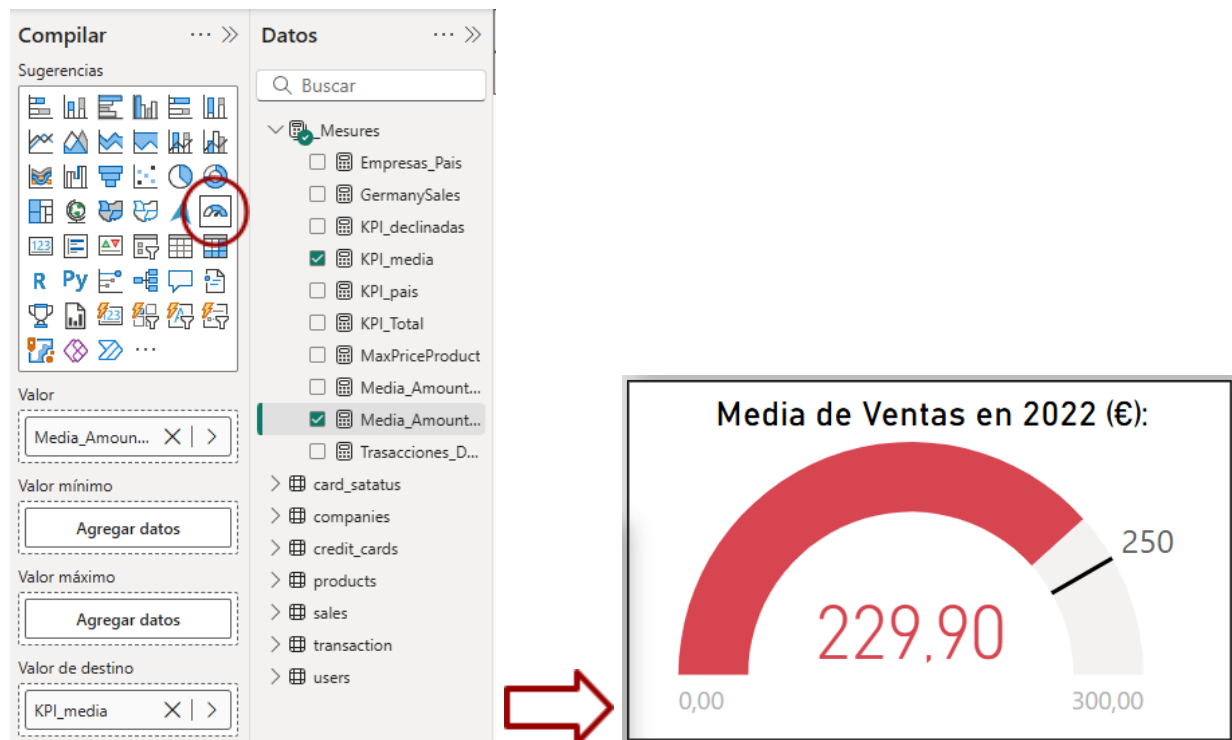 Compilar
Sugerencias
123
R Py
123
Valor
Media_Amoun...
Valor mínimo
Agregar datos
Valor máximo
Agregar datos
Valor de destino
KPI_media
Datos
Buscar
_Mesures
Empresas_Pais
GermanySales
KPI_declinadas
KPI_media
KPI_pais
KPI_Total
MaxPriceProduct
Media_Amount...
Media_Amount...
Trasacciones_D...
card_satatus
companies
credit_cards
products
sales
transaction
users
Media de Ventas en 2022 (€):
250
229,90
0,00
300,00